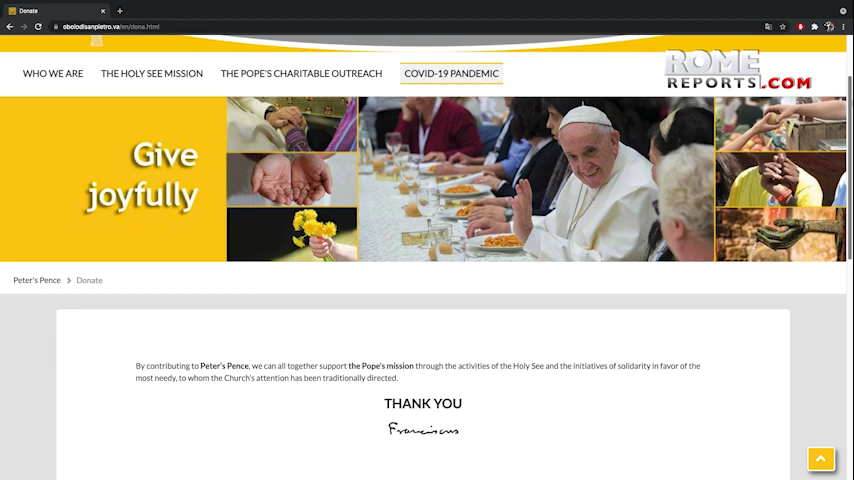 Donate
obolodisanpietro.va/en/dona.html
ROME
REPORTS.COM
WHO WE ARE THE HOLY SEE MISSION THE POPE'S CHARITABLE OUTREACH COVID-19 PANDEMIC
Give
joyfully
Peter's Pence > Donate
By contributing to Peter's Pence, we can all together support the Pope's mission through the activities of the Holy See and the initiatives of solidarity in favor of the
most needy, to whom the Church's attention has been traditionally directed.
THANK YOU
Franciscus